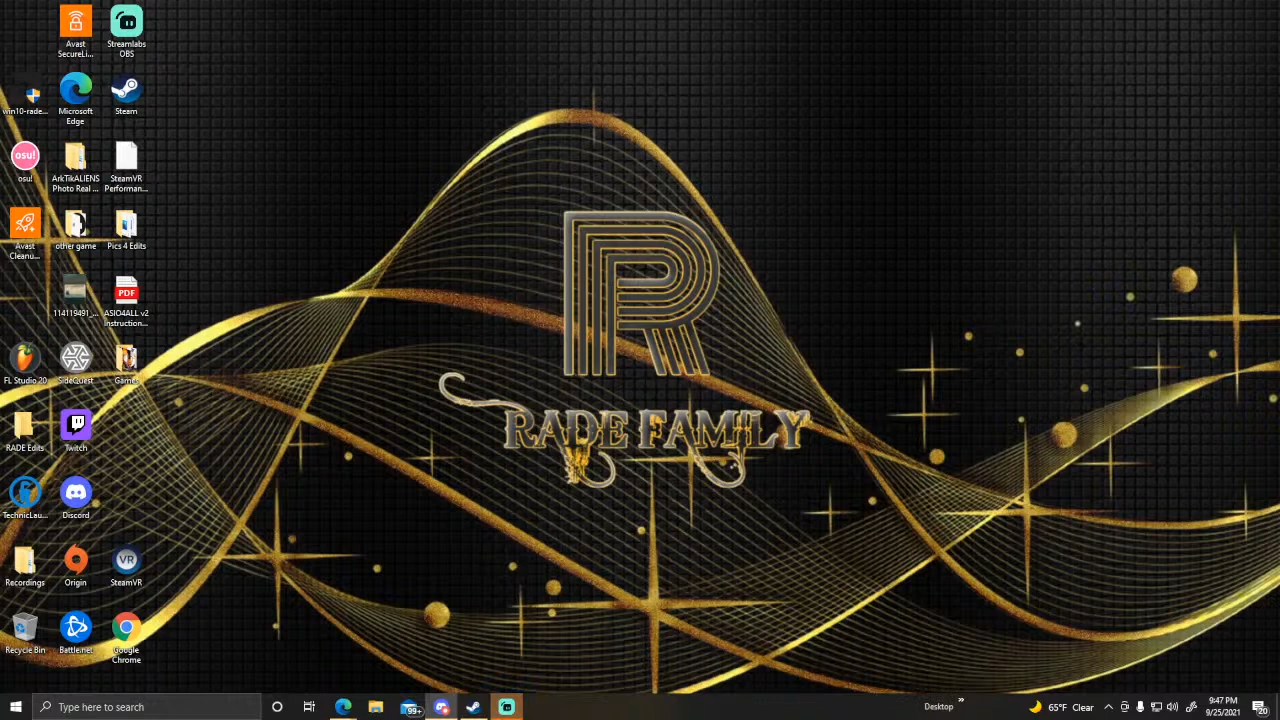 Avast
SecureLi...
Streamlabs
OBS
win10-rade...
Microsoft
Edge
Steam
osu!
osu!
ArkTikALIENS
Photo Real ...
SteamVR
Performan...
Avast
Cleanu...
other game
Pics 4 Edits
114119491_...
PDF
ASIO4ALL v2
Instruction...
FL Studio 20
SideQuest
Games
RADE Edits
Twitch
TechnicLau...
Discord
Recordings
Origin
VR
SteamVR
Recycle Bin
Battle.net
Google
Chrome
R
RADE FAMILY
Type here to search
99+
Desktop
»
65°F Clear
9:47 PM
9/25/2021
20